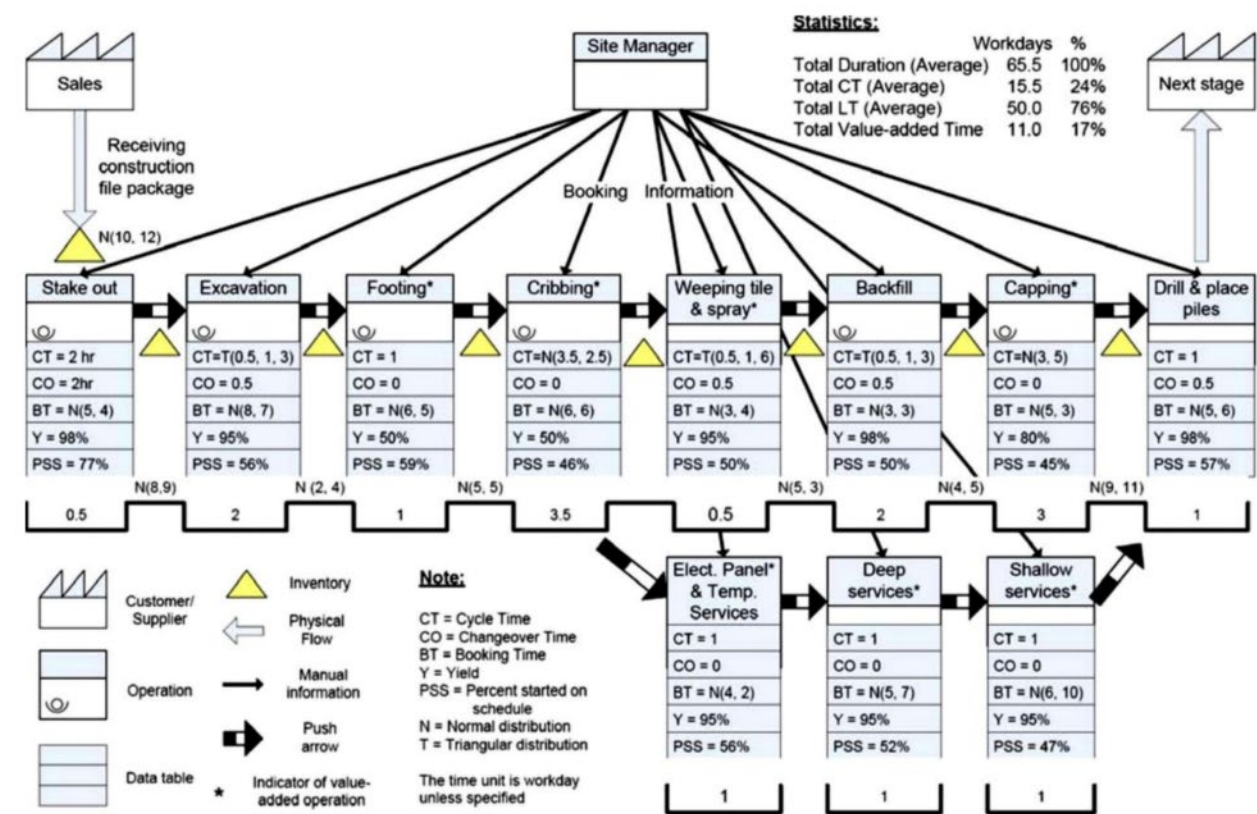 Sales
Receiving
construction
file package
N(10, 12)
Site Manager
Booking Information
Statistics:
Workdays %
Total Duration (Average) 65.5 100%
Total CT (Average) 15.5 24%
Total LT (Average) 50.0 76%
Total Value-added Time 11.0 17%
Next stage
Stake out
CT = 2 hr
CO = 2hr
BT = N(5, 4)
Y = 98%
PSS = 77%
Excavation
CT=T(0.5, 1, 3)
CO = 0.5
BT = N(8, 7)
Y = 95%
PSS = 56%
Footing*
CT = 1
CO = 0
BT = N(6, 5)
Y = 50%
PSS = 59%
Cribbing*
CT=N(3.5, 2.5)
CO = 0
BT = N(6, 6)
Y = 50%
PSS = 46%
Weeping tile
& spray*
CT=T(0.5, 1, 6)
CO = 0.5
BT = N(3, 4)
Y = 95%
PSS = 50%
Backfill
CT=T(0.5, 1, 3)
CO = 0.5
BT = N(3, 3)
Y = 98%
PSS = 50%
Capping*
CT=N(3, 5)
CO = 0
BT = N(5, 3)
Y = 80%
PSS = 45%
Drill & place
piles
CT = 1
CO = 0.5
BT = N(5, 6)
Y = 98%
PSS = 57%
N(8,9) N (2, 4) N(5, 5) N(5, 3) N(4, 5) N(9, 11)
0.5 2 1 3.5 0.5 2 3 1
Customer/
Supplier
Operation
Data table
Inventory
Physical
Flow
Manual
information
Push
arrow
* Indicator of value-
added operation
Note:
CT = Cycle Time
CO = Changeover Time
BT = Booking Time
Y = Yield
PSS = Percent started on
schedule
N = Normal distribution
T = Triangular distribution
The time unit is workday
unless specified
Elect. Panel*
& Temp.
Services
CT = 1
CO = 0
BT = N(4, 2)
Y = 95%
PSS = 56%
Deep
services*
CT = 1
CO = 0
BT = N(5, 7)
Y = 95%
PSS = 52%
Shallow
services*
CT = 1
CO = 0
BT = N(6, 10)
Y = 95%
PSS = 47%
1 1 1